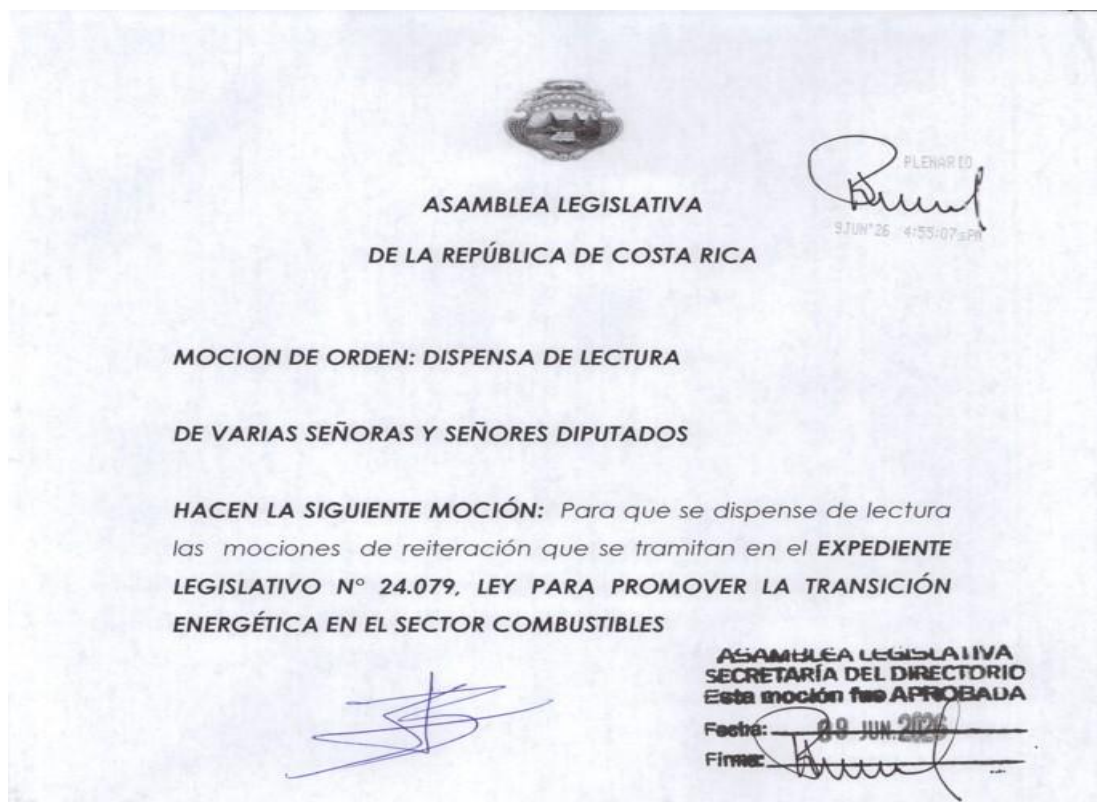 PLENARIO
9JUN'26 4:55:07PM
ASAMBLEA LEGISLATIVA
DE LA REPÚBLICA DE COSTA RICA
MOCION DE ORDEN: DISPENSA DE LECTURA
DE VARIAS SEÑORAS Y SEÑORES DIPUTADOS
HACEN LA SIGUIENTE MOCIÓN: Para que se dispense de lectura
las mociones de reiteración que se tramitan en el EXPEDIENTE
LEGISLATIVO N° 24.079, LEY PARA PROMOVER LA TRANSICIÓN
ENERGÉTICA EN EL SECTOR COMBUSTIBLES
ASAMBLEA LEGISLATIVA
SECRETARÍA DEL DIRECTORIO
Esta moción fue APROBADA
Fecha: 09 JUN. 2026
Firma: